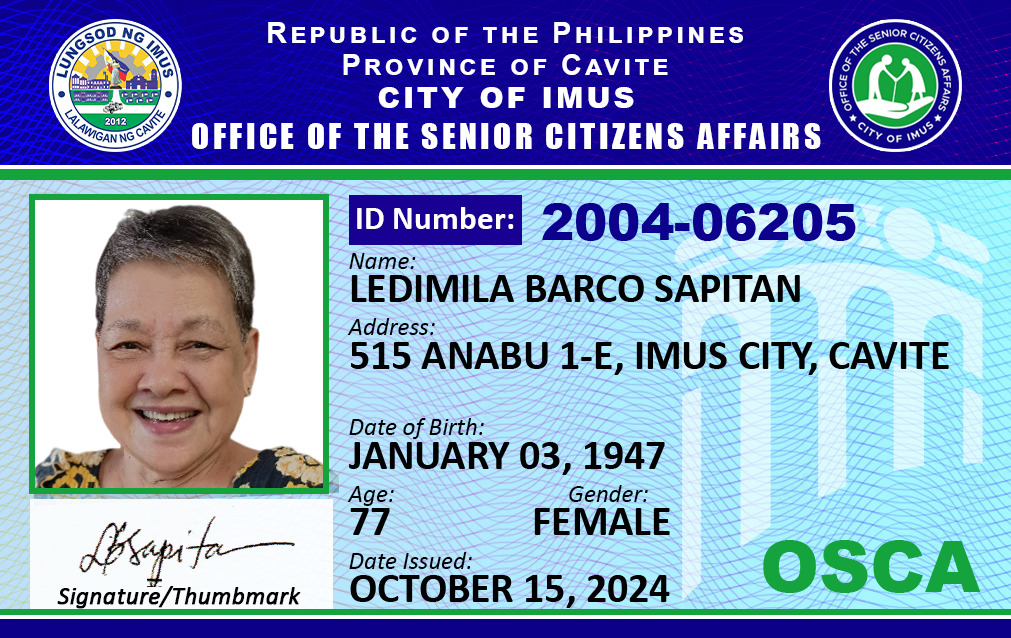 REPUBLIC OF THE PHILIPPINES
PROVINCE OF CAVITE
CITY OF IMUS
OFFICE OF THE SENIOR CITIZENS AFFAIRS
LUNGSOD NG IMUS
2012
LALAWIGAN NG CAVITE
OFFICE OF THE SENIOR CITIZENS AFFAIRS
CITY OF IMUS
ID Number: 2004-06205
Name:
LEDIMILA BARCO SAPITAN
Address:
515 ANABU 1-E, IMUS CITY, CAVITE
Date of Birth:
JANUARY 03, 1947
Age: Gender:
77 FEMALE
Date Issued:
OCTOBER 15, 2024
LBSapitan
Signature/Thumbmark
OSCA